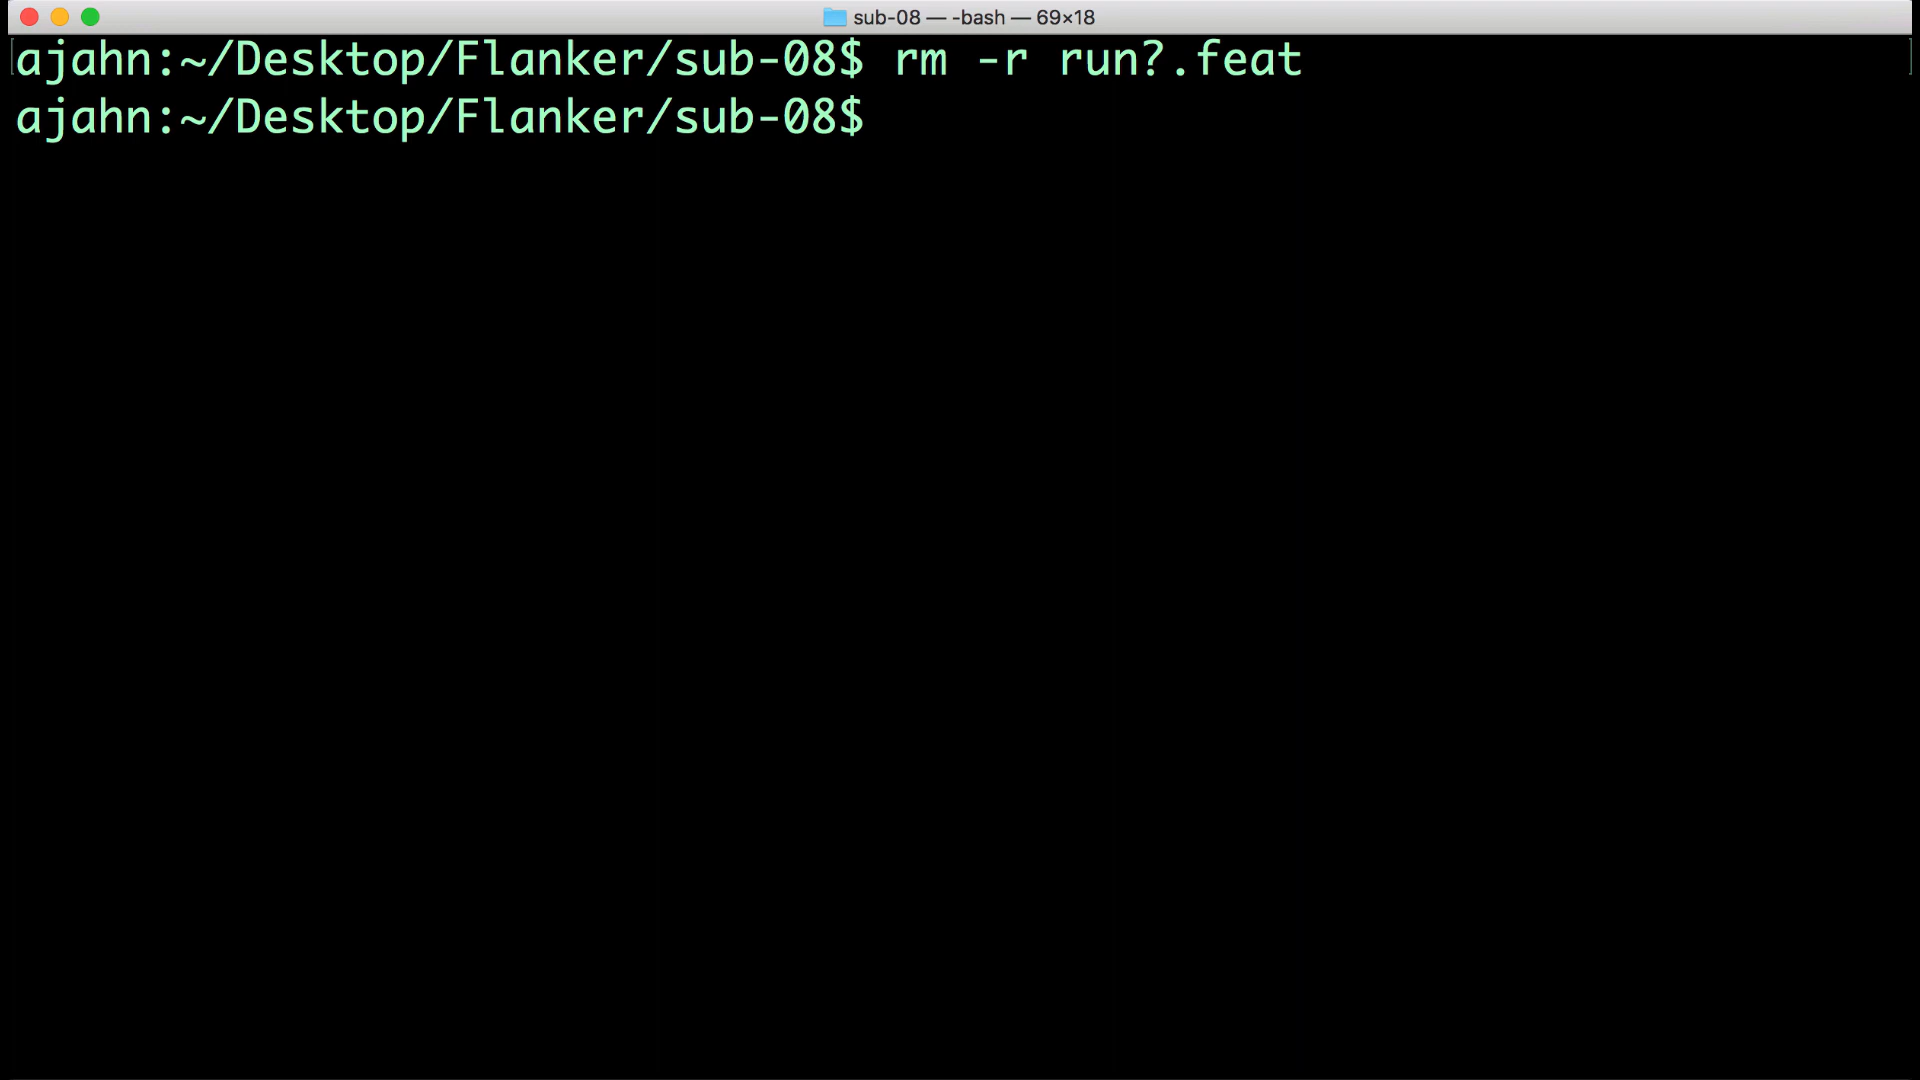 sub-08 — -bash — 69×18
ajahn:~/Desktop/Flanker/sub-08$ rm -r run?.feat
ajahn:~/Desktop/Flanker/sub-08$